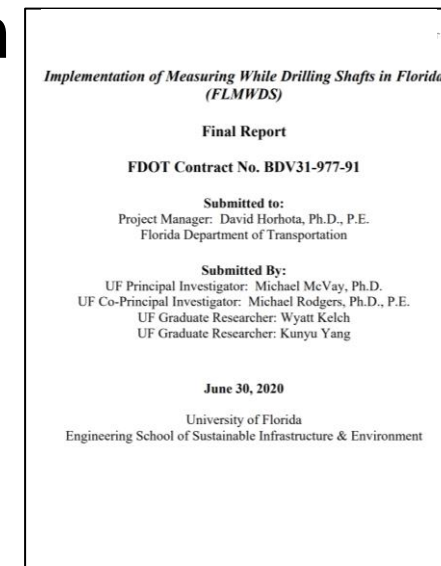 n
Implementation of Measuring While Drilling Shafts in Florida
(FLMWDS)
Final Report
FDOT Contract No. BDV31-977-91
Submitted to:
Project Manager: David Horhota, Ph.D., P.E.
Florida Department of Transportation
Submitted By:
UF Principal Investigator: Michael McVay, Ph.D.
UF Co-Principal Investigator: Michael Rodgers, Ph.D., P.E.
UF Graduate Researcher: Wyatt Kelch
UF Graduate Researcher: Kunyu Yang
June 30, 2020
University of Florida
Engineering School of Sustainable Infrastructure & Environment